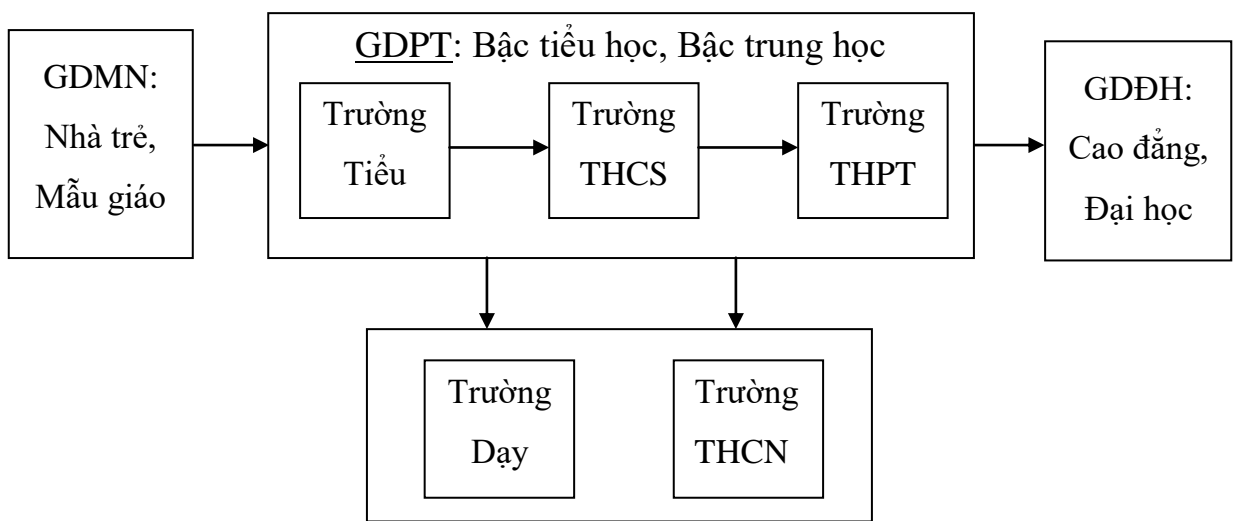 GDMN:
Nhà trẻ,
Mẫu giáo
GDPT: Bậc tiểu học, Bậc trung học
Trường
Tiểu
Trường
THCS
Trường
THPT
GDĐH:
Cao đẳng,
Đại học
Trường
Dạy
Trường
THCN